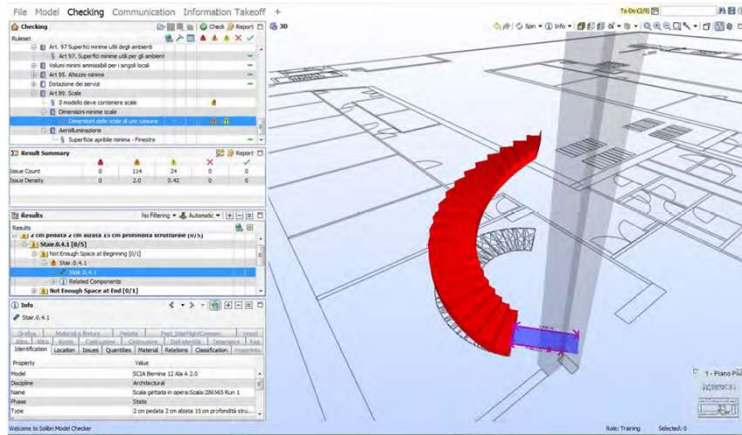 File Model Checking Communication Information Takeoff +
To-Do (2/9)
Checking
Check Report
3D
Spin Info
Ruleset
Art. 97 Superfici minime utili degli ambienti
Art. 97. Superfici minime utili per gli ambienti
Volumi minimi ammissibili per i singoli locali
Art 95. Altezze minime
Dotazione dei servizi
Art 89. Scale
Il modello deve contenere scale
Dimensioni minime scale
Dimensioni delle scale di uso comune
Aeroilluminazione
Superficie apribile minima - Finestre
Result Summary
Report
Issue Count 0 114 24 0 0
Issue Density 0 2.0 0.42 0 0
Results
No Filtering Automatic
Results
2 cm pedata 2 cm alzata 15 cm profondità strutturale [0/5]
Stair.0.4.1 [0/5]
Not Enough Space at Beginning [0/1]
Stair.0.4.1
Stair.0.4.1
Related Components
Not Enough Space at End [0/1]
Info
Stair.0.4.1
Identification Location Issues Quantities Material Relations Classification
Property Value
Model SCIA Bernina 12 Ala A 2.0
Discipline Architectural
Name Scala gettata in opera:Scala:286365 Run 1
Phase Stato
Type 2 cm pedata 2 cm alzata 15 cm profondità stru...
1 - Piano
Welcome to Solibri Model Checker
Role: Training Selected: 0